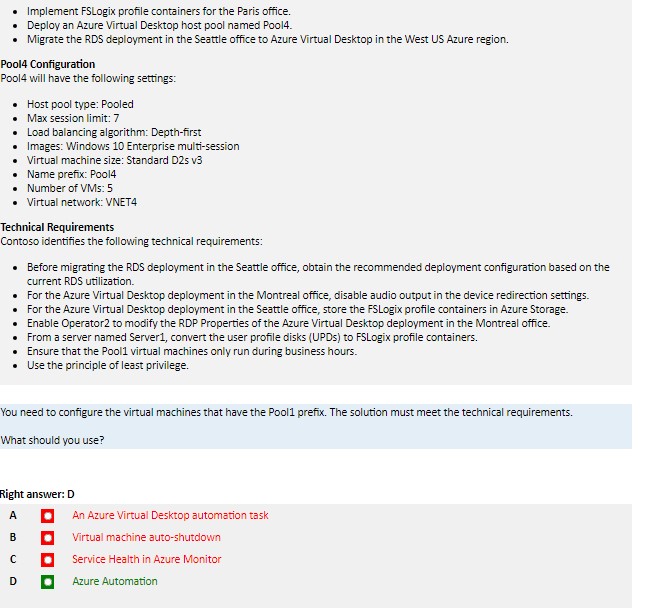 • Implement FSLogix profile containers for the Paris office.
• Deploy an Azure Virtual Desktop host pool named Pool4.
• Migrate the RDS deployment in the Seattle office to Azure Virtual Desktop in the West US Azure region.
Pool4 Configuration
Pool4 will have the following settings:
• Host pool type: Pooled
• Max session limit: 7
• Load balancing algorithm: Depth-first
• Images: Windows 10 Enterprise multi-session
• Virtual machine size: Standard D2s v3
• Name prefix: Pool4
• Number of VMs: 5
• Virtual network: VNET4
Technical Requirements
Contoso identifies the following technical requirements:
• Before migrating the RDS deployment in the Seattle office, obtain the recommended deployment configuration based on the
current RDS utilization.
• For the Azure Virtual Desktop deployment in the Montreal office, disable audio output in the device redirection settings.
• For the Azure Virtual Desktop deployment in the Seattle office, store the FSLogix profile containers in Azure Storage.
• Enable Operator2 to modify the RDP Properties of the Azure Virtual Desktop deployment in the Montreal office.
• From a server named Server1, convert the user profile disks (UPDs) to FSLogix profile containers.
• Ensure that the Pool1 virtual machines only run during business hours.
• Use the principle of least privilege.
You need to configure the virtual machines that have the Pool1 prefix. The solution must meet the technical requirements.
What should you use?
Right answer: D
A An Azure Virtual Desktop automation task
B Virtual machine auto-shutdown
C Service Health in Azure Monitor
D Azure Automation